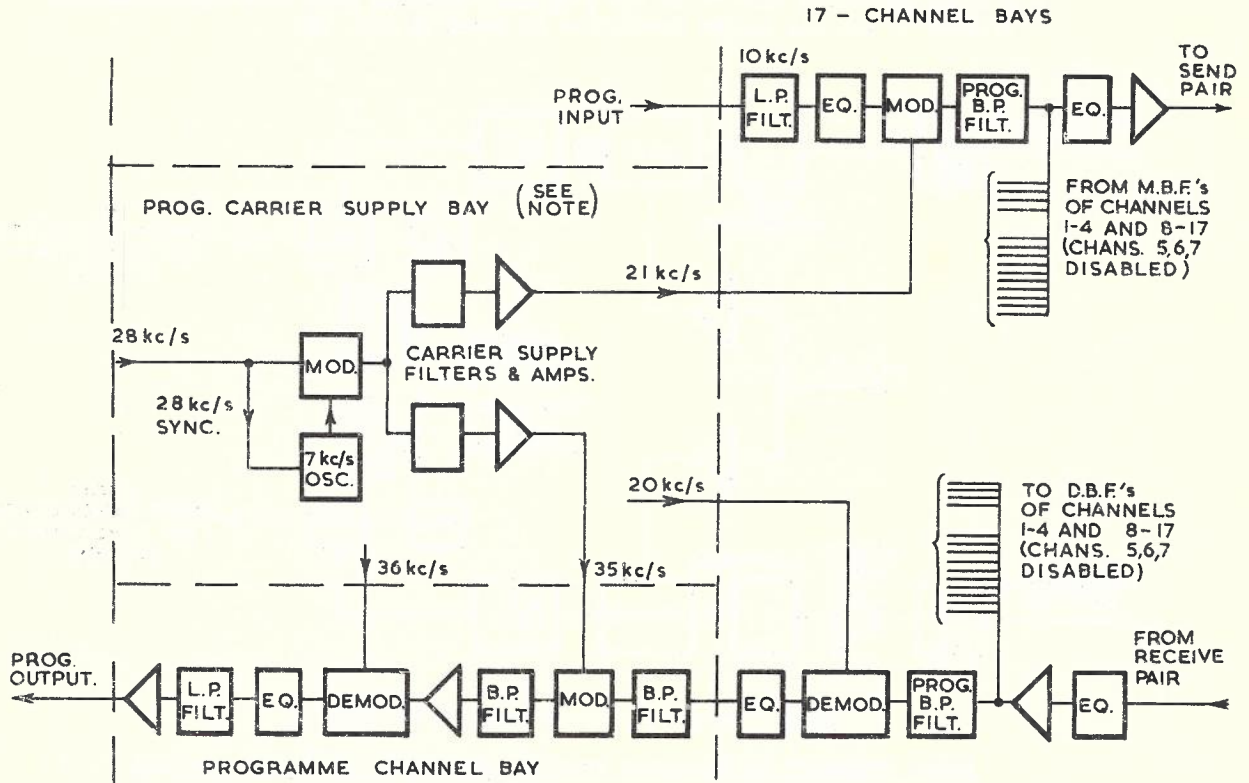 17 - CHANNEL BAYS
10 kc/s
TO
SEND
PAIR
PROG.
INPUT
L.P.
FILT.
EQ.
MOD.
PROG.
B.P.
FILT.
EQ.
FROM M.B.F.'s
OF CHANNELS
1-4 AND 8-17
(CHANS. 5,6,7
DISABLED)
PROG. CARRIER SUPPLY BAY (SEE
NOTE)
21 kc/s
28 kc/s
MOD.
CARRIER SUPPLY
FILTERS & AMPS.
28 kc/s
SYNC.
7 kc/s
OSC.
20 kc/s
TO D.B.F.'s
OF CHANNELS
1-4 AND 8-17
(CHANS. 5,6,7
DISABLED)
36 kc/s
35 kc/s
PROG.
OUTPUT.
L.P.
FILT.
EQ.
DEMOD.
B.P.
FILT.
MOD.
B.P.
FILT.
EQ.
DEMOD.
PROG.
B.P.
FILT.
EQ.
FROM
RECEIVE
PAIR
PROGRAMME CHANNEL BAY